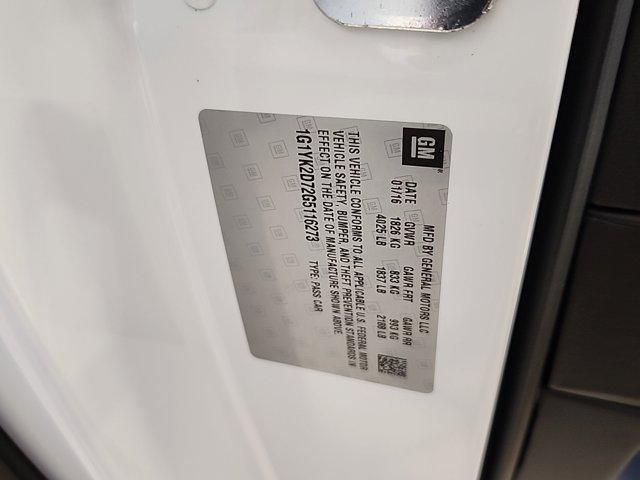 GM
MFD BY GENERAL MOTORS LLC
DATE GVWR GAWR FRT GAWR RR
01/16 1826 KG 833 KG 993 KG
4025 LB 1837 LB 2188 LB
THIS VEHICLE CONFORMS TO ALL APPLICABLE U.S. FEDERAL MOTOR
VEHICLE SAFETY, BUMPER, AND THEFT PREVENTION STANDARDS IN
EFFECT ON THE DATE OF MANUFACTURE SHOWN ABOVE.
1G1YK2D72G5116273 TYPE: PASS CAR